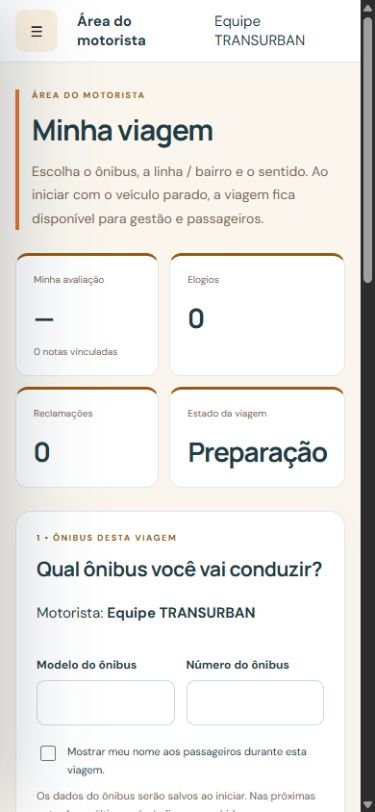 ☰
Área do
motorista
Equipe
TRANSURBAN
ÁREA DO MOTORISTA
Minha viagem
Escolha o ônibus, a linha / bairro e o sentido. Ao
iniciar com o veículo parado, a viagem fica
disponível para gestão e passageiros.
Minha avaliação
—
0 notas vinculadas
Elogios
0
Reclamações
0
Estado da viagem
Preparação
1 • ÔNIBUS DESTA VIAGEM
Qual ônibus você vai conduzir?
Motorista: Equipe TRANSURBAN
Modelo do ônibus
Número do ônibus
Mostrar meu nome aos passageiros durante esta
viagem.
Os dados do ônibus serão salvos ao iniciar. Nas próximas